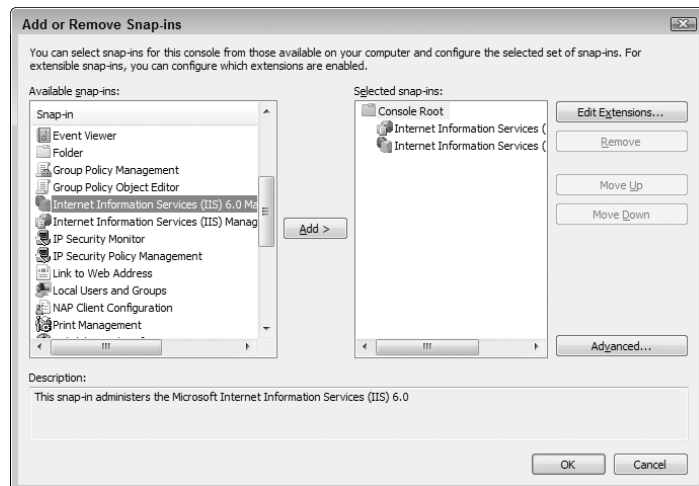 Add or Remove Snap-ins
You can select snap-ins for this console from those available on your computer and configure the selected set of snap-ins. For
extensible snap-ins, you can configure which extensions are enabled.
Available snap-ins:
Snap-in
Event Viewer
Folder
Group Policy Management
Group Policy Object Editor
Internet Information Services (IIS) 6.0 Ma
Internet Information Services (IIS) Manag
IP Security Monitor
IP Security Policy Management
Link to Web Address
Local Users and Groups
NAP Client Configuration
Print Management
Add >
Selected snap-ins:
Console Root
Internet Information Services (
Internet Information Services (
Edit Extensions...
Remove
Move Up
Move Down
Advanced...
Description:
This snap-in administers the Microsoft Internet Information Services (IIS) 6.0
OK
Cancel